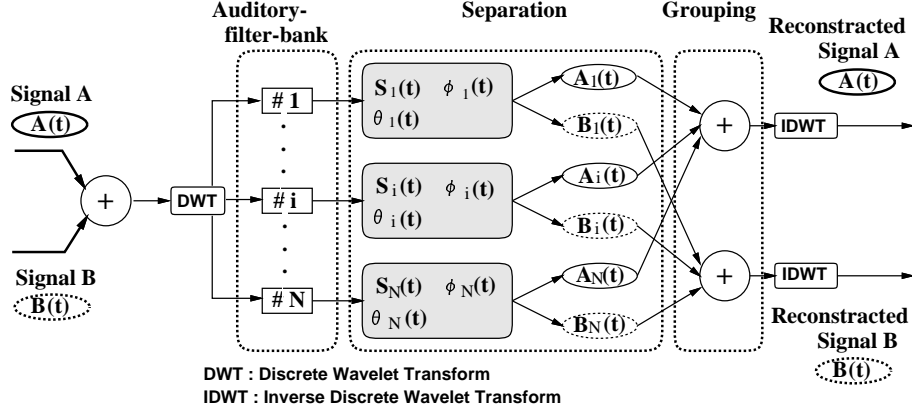 Auditory-
filter-bank
Separation
Grouping
Reconstracted
Signal A
A(t)
Signal A
A(t)
+
Signal B
B(t)
DWT
# 1
# i
# N
S1(t) ϕ1(t)
θ1(t)
Si(t) ϕi(t)
θi(t)
SN(t) ϕN(t)
θN(t)
A1(t)
B1(t)
Ai(t)
Bi(t)
AN(t)
BN(t)
+
+
IDWT
IDWT
Reconstracted
Signal B
B(t)
DWT : Discrete Wavelet Transform
IDWT : Inverse Discrete Wavelet Transform